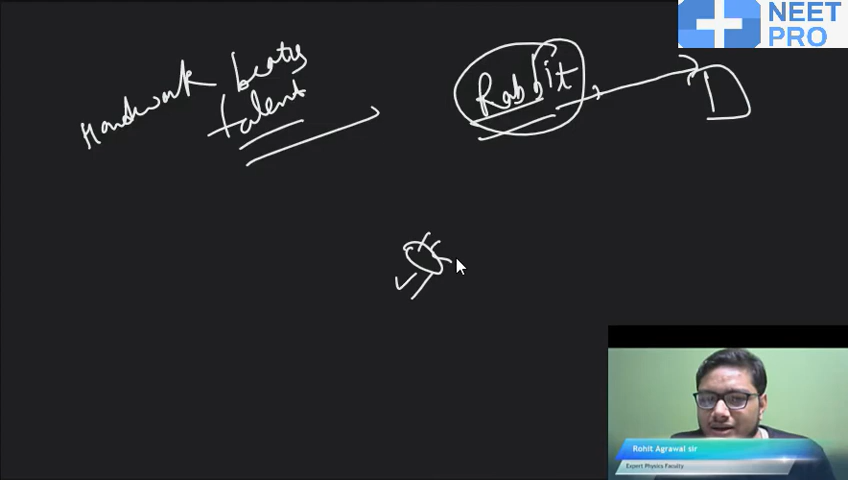 Hardwork beats
talent
Rabbit
D
NEET
PRO
Rohit Agrawal sir
Expert Physics Faculty